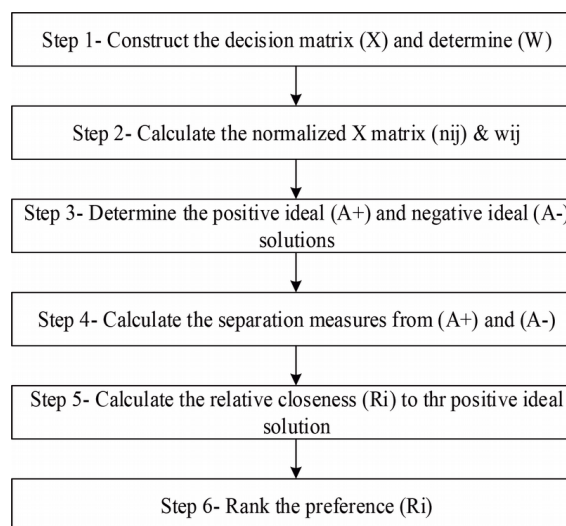 Step 1- Construct the decision matrix (X) and determine (W)
Step 2- Calculate the normalized X matrix (nij) & wij
Step 3- Determine the positive ideal (A+) and negative ideal (A-)
solutions
Step 4- Calculate the separation measures from (A+) and (A-)
Step 5- Calculate the relative closeness (Ri) to thr positive ideal
solution
Step 6- Rank the preference (Ri)